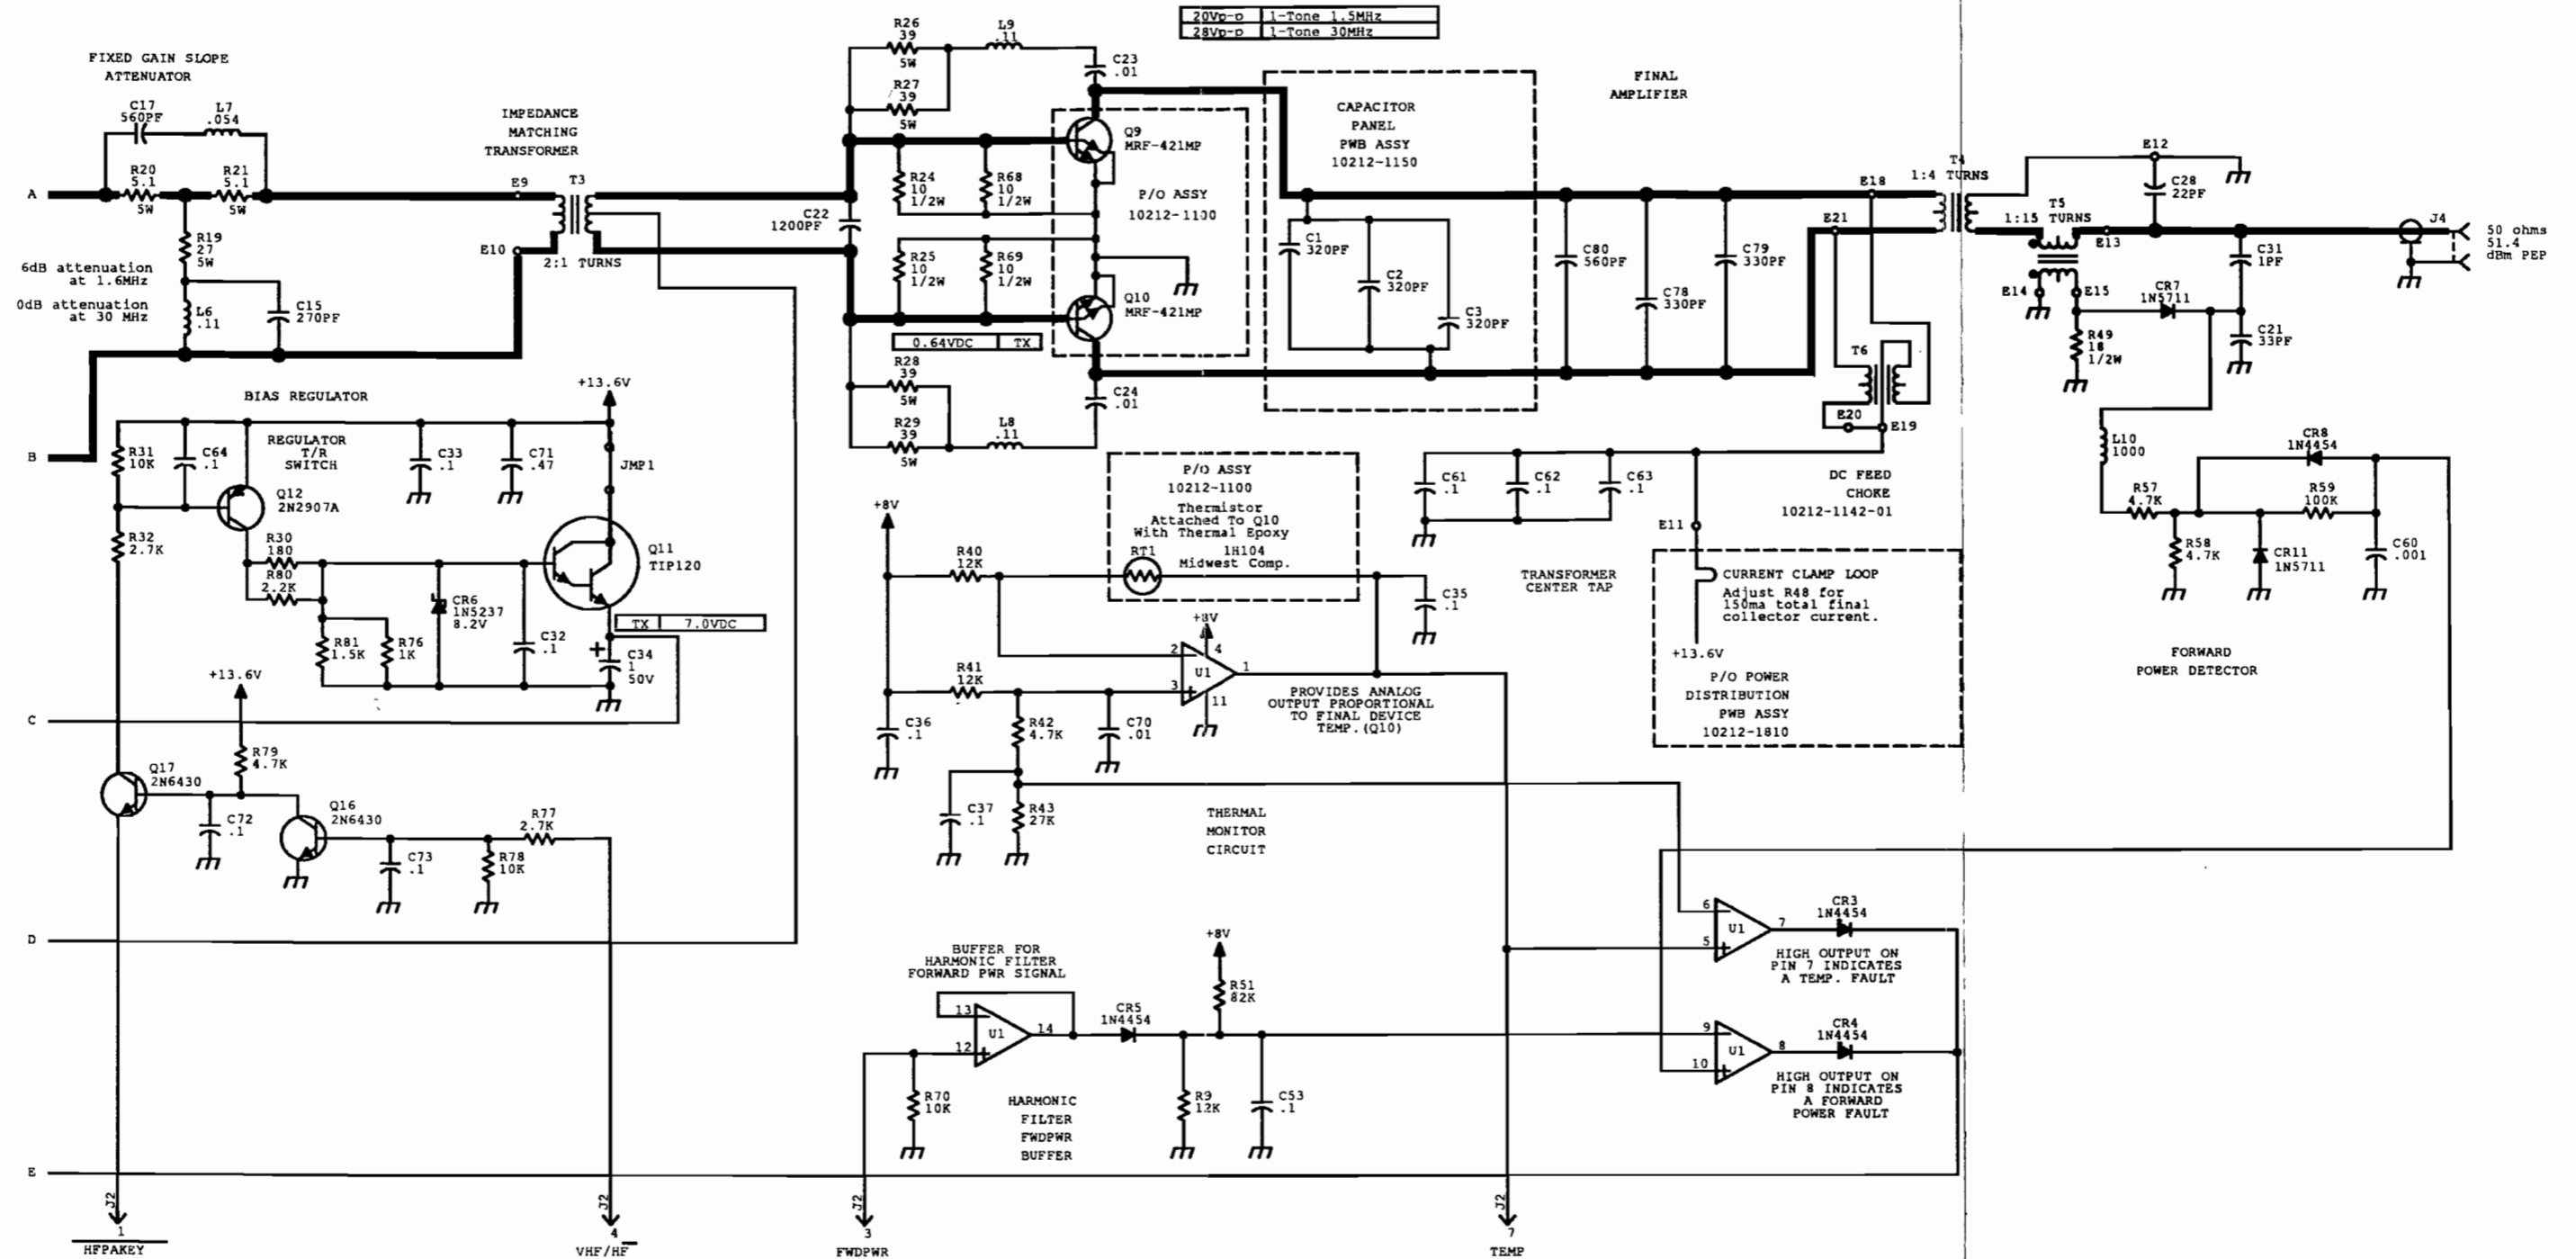 20Vp-p 1-Tone 1.5MHz
28Vp-p 1-Tone 30MHz
FIXED GAIN SLOPE
ATTENUATOR
C17
560PF
L7
.054
R20
5.1
5W
R21
5.1
5W
A
R19
27
5W
6dB attenuation
at 1.6MHz
0dB attenuation
at 30 MHz
L6
.11
C15
270PF
B
IMPEDANCE
MATCHING
TRANSFORMER
E9
T3
E10
2:1 TURNS
C22
1200PF
R26
39
5W
L9
.11
R27
39
5W
C23
.01
R24
10
1/2W
R68
10
1/2W
Q9
MRF-421MP
P/O ASSY
10212-1100
R25
10
1/2W
R69
10
1/2W
Q10
MRF-421MP
0.64VDC TX
R28
39
5W
R29
39
5W
L8
.11
C24
.01
CAPACITOR
PANEL
PWB ASSY
10212-1150
C1
320PF
C2
320PF
C3
320PF
FINAL
AMPLIFIER
C80
560PF
C78
330PF
C79
330PF
E18
E21
T4
1:4 TURNS
T6
E20
E19
DC FEED
CHOKE
10212-1142-01
E12
C28
22PF
T5
1:15 TURNS
E13
E14
E15
J4
50 ohms
51.4
dBm PEP
C31
1PF
CR7
1N5711
R49
18
1/2W
C21
33PF
L10
1000
CR8
1N4454
R57
4.7K
R59
100K
R58
4.7K
CR11
1N5711
C60
.001
FORWARD
POWER DETECTOR
BIAS REGULATOR
+13.6V
R31
10K
C64
.1
REGULATOR
T/R
SWITCH
C33
.1
C71
.47
JMP1
Q12
2N2907A
R32
2.7K
R30
180
R80
2.2K
Q11
TIP120
CR6
1N5237
8.2V
TX 7.0VDC
R81
1.5K
R76
1K
C32
.1
+
C34
1
50V
+13.6V
C
R79
4.7K
Q17
2N6430
C72
.1
Q16
2N6430
R77
2.7K
C73
.1
R78
10K
D
C61
.1
C62
.1
C63
.1
E11
TRANSFORMER
CENTER TAP
CURRENT CLAMP LOOP
Adjust R48 for
150ma total final
collector current.
+13.6V
P/O POWER
DISTRIBUTION
PWB ASSY
10212-1810
P/O ASSY
10212-1100
Thermistor
Attached To Q10
With Thermal Epoxy
RT1
1H104
Midwest Comp.
+8V
R40
12K
C35
.1
+8V
2
4
U1
1
3
11
R41
12K
C36
.1
R42
4.7K
C70
.01
PROVIDES ANALOG
OUTPUT PROPORTIONAL
TO FINAL DEVICE
TEMP.(Q10)
C37
.1
R43
27K
THERMAL
MONITOR
CIRCUIT
6
U1
7
5
CR3
1N4454
HIGH OUTPUT ON
PIN 7 INDICATES
A TEMP. FAULT
BUFFER FOR
HARMONIC FILTER
FORWARD PWR SIGNAL
13
U1
14
12
CR5
1N4454
+8V
R51
82K
R70
10K
HARMONIC
FILTER
FWDPWR
BUFFER
R9
12K
C53
.1
9
U1
8
10
CR4
1N4454
HIGH OUTPUT ON
PIN 8 INDICATES
A FORWARD
POWER FAULT
E
J2
1
HFPAKEY
J2
4
VHF/HF
J2
3
FWDPWR
J2
7
TEMP